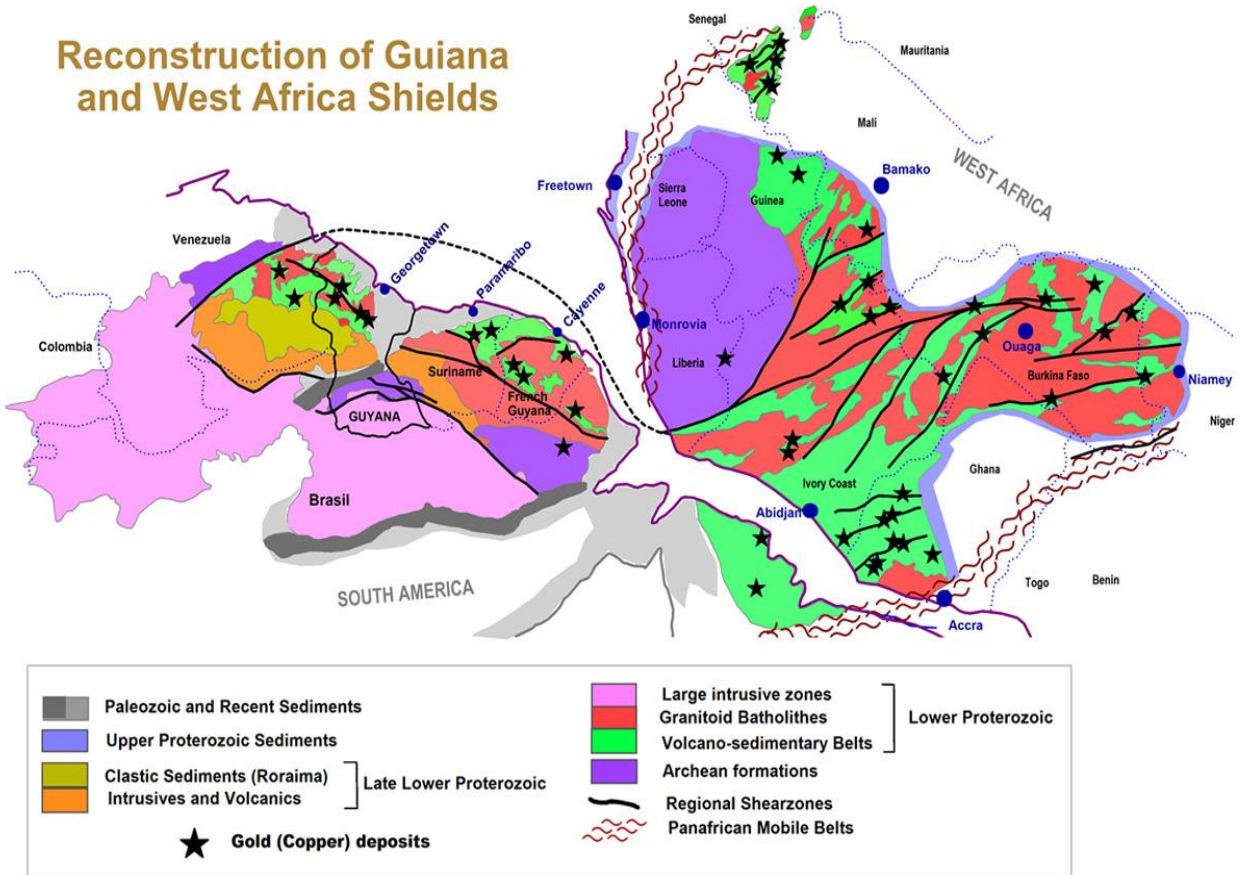 Reconstruction of Guiana
and West Africa Shields
Senegal
Mauritania
Mali
WEST AFRICA
Bamako
Freetown
Sierra
Leone
Guinea
Venezuela
Georgetown
Paramaribo
Cayenne
Monrovia
Liberia
Colombia
Suriname
French
Guyana
GUYANA
Ouaga
Burkina Faso
Niamey
Niger
Ghana
Brasil
Ivory Coast
Abidjan
SOUTH AMERICA
Togo
Benin
Accra
Paleozoic and Recent Sediments
Upper Proterozoic Sediments
Clastic Sediments (Roraima)
Intrusives and Volcanics
Late Lower Proterozoic
Gold (Copper) deposits
Large intrusive zones
Granitoid Batholithes
Volcano-sedimentary Belts
Lower Proterozoic
Archean formations
Regional Shearzones
Panafrican Mobile Belts